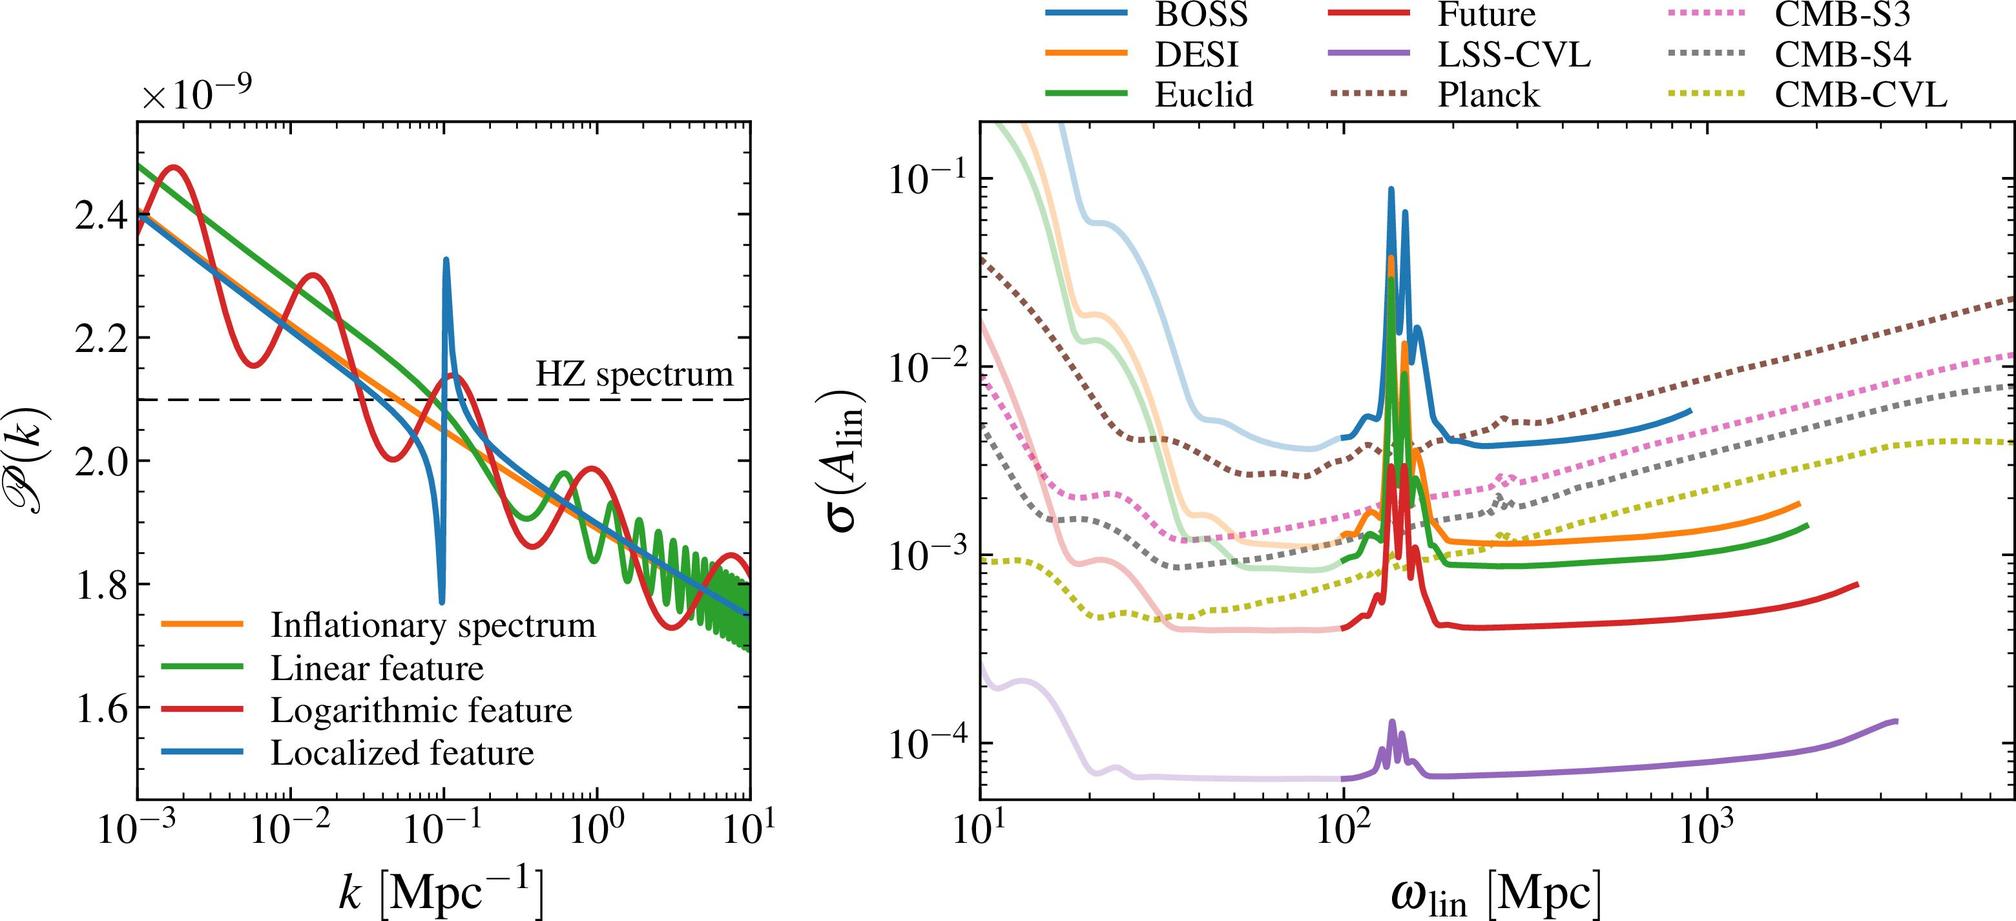 BOSS Future CMB-S3
DESI LSS-CVL CMB-S4
Euclid Planck CMB-CVL
×10⁻⁹
2.4
2.2
2.0
1.8
1.6
𝒫(k)
HZ spectrum
Inflationary spectrum
Linear feature
Logarithmic feature
Localized feature
10⁻³ 10⁻² 10⁻¹ 10⁰ 10¹
k [Mpc⁻¹]
10⁻¹
10⁻²
10⁻³
10⁻⁴
σ(A_lin)
10¹ 10² 10³
ω_lin [Mpc]